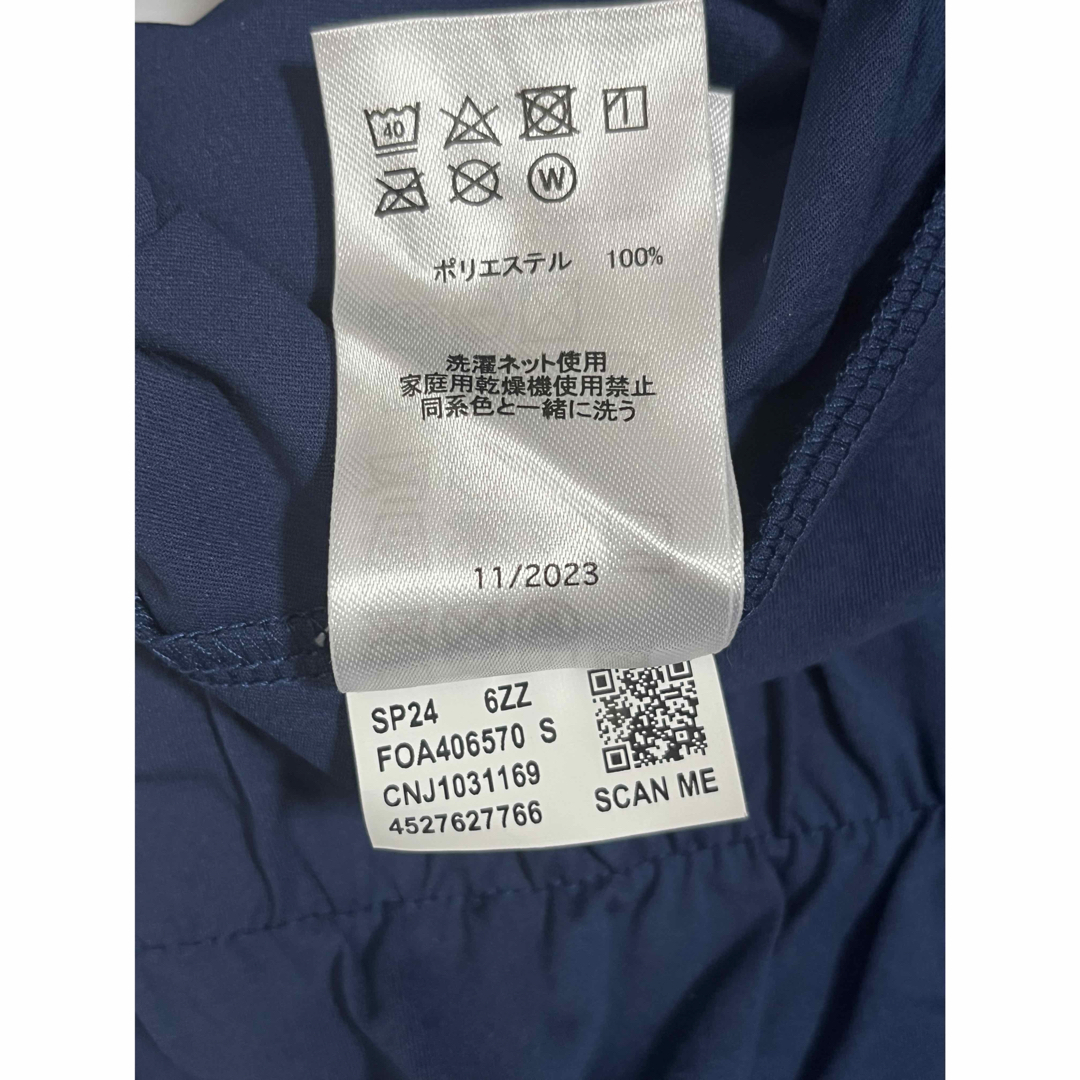 40
W
ポリエステル 100%
洗濯ネット使用
家庭用乾燥機使用禁止
同系色と一緒に洗う
11/2023
SP24 6ZZ
FOA406570 S
CNJ1031169
4527627766
SCAN ME